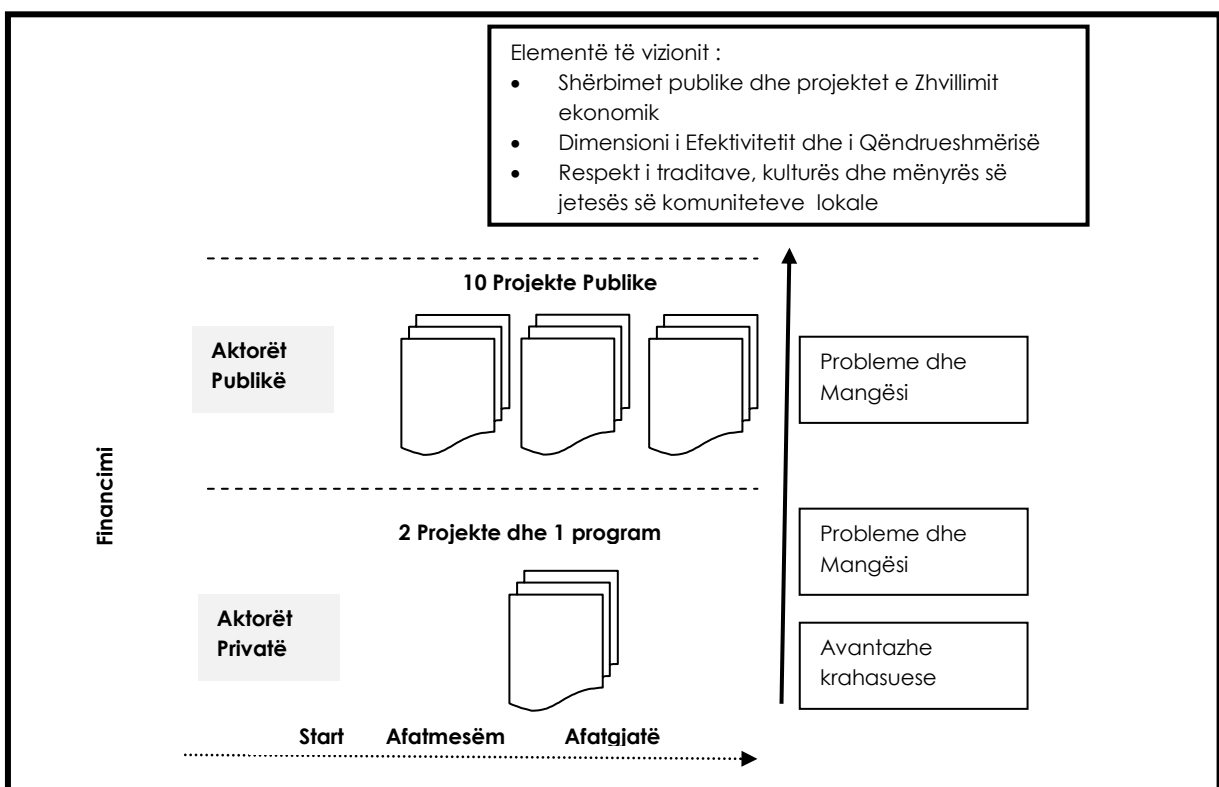 Elementë të vizionit :
• Shërbimet publike dhe projektet e Zhvillimit
ekonomik
• Dimensioni i Efektivitetit dhe i Qëndrueshmërisë
• Respekt i traditave, kulturës dhe mënyrës së
jetesës së komuniteteve lokale
10 Projekte Publike
Aktorët
Publikë
Probleme dhe
Mangësi
Financimi
2 Projekte dhe 1 program
Probleme dhe
Mangësi
Aktorët
Privatë
Avantazhe
krahasuese
Start Afatmesëm Afatgjatë